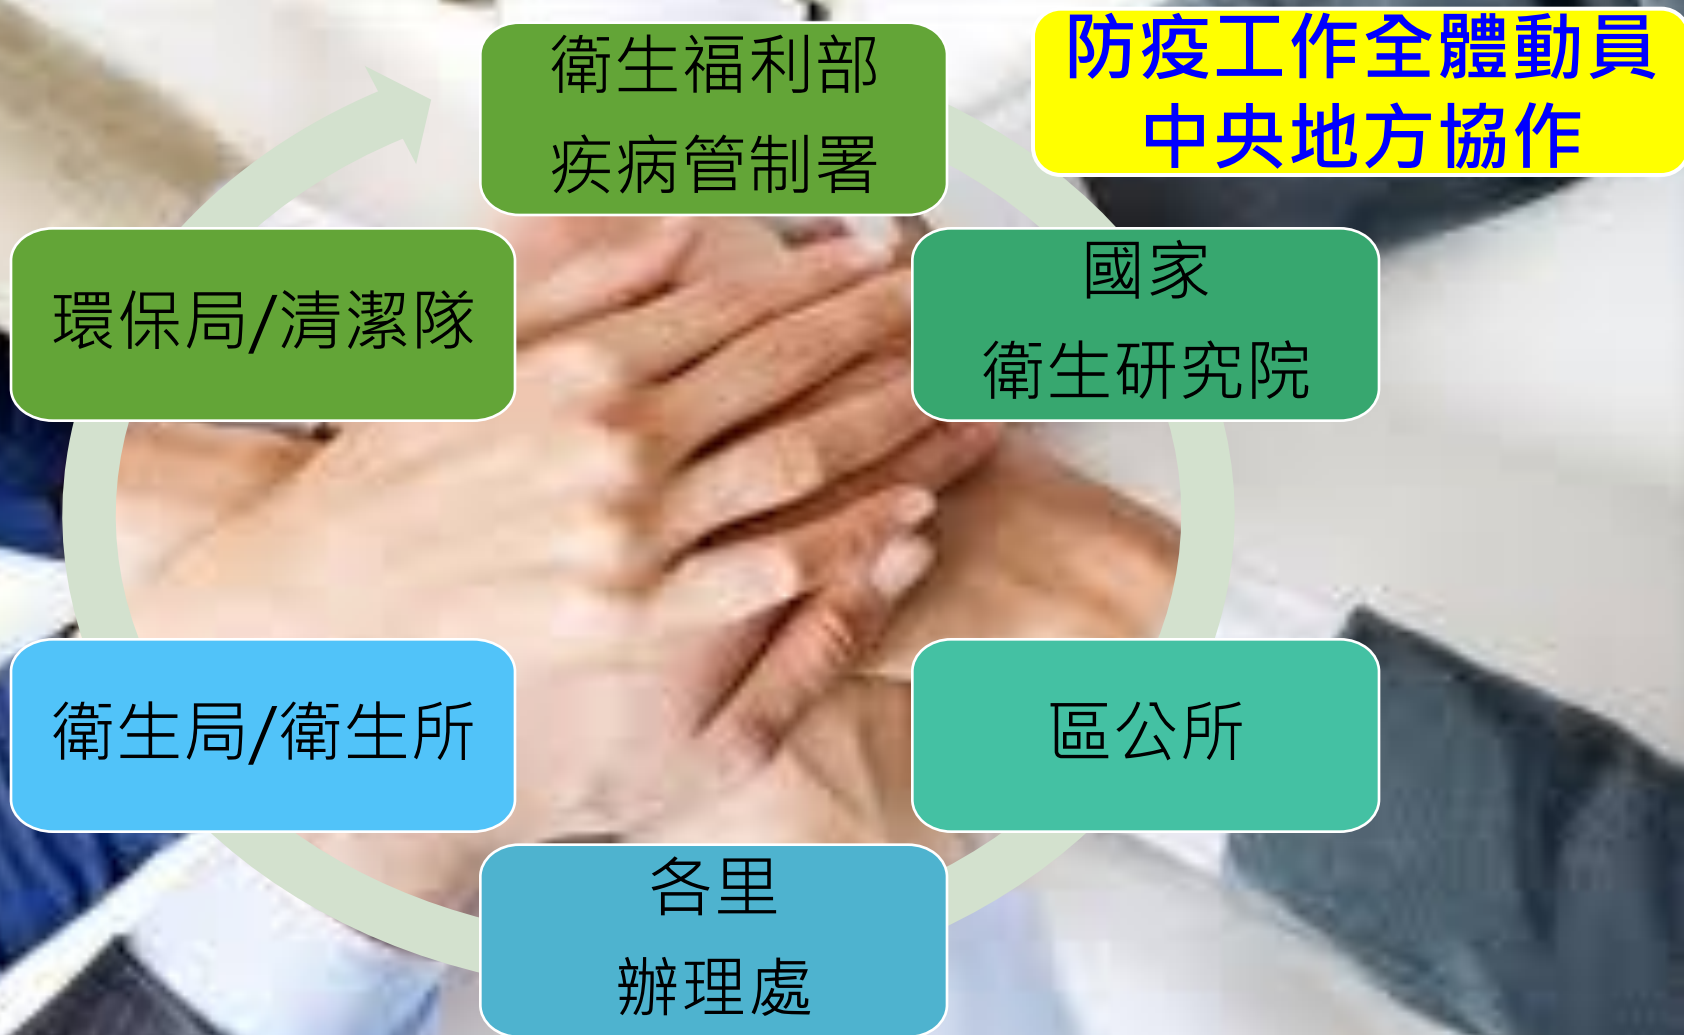 防疫工作全體動員
中央地方協作
衛生福利部
疾病管制署
國家
衛生研究院
區公所
各里
辦理處
衛生局/衛生所
環保局/清潔隊